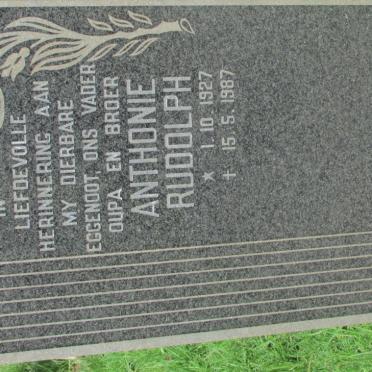 IN
LIEFDEVOLLE
HERINNERING AAN
MY DIERBARE
EGGENOOT, ONS VADER
OUPA EN BROER
ANTHONIE
RUDOLPH
* 1.10.1927
+ 15.5.1987